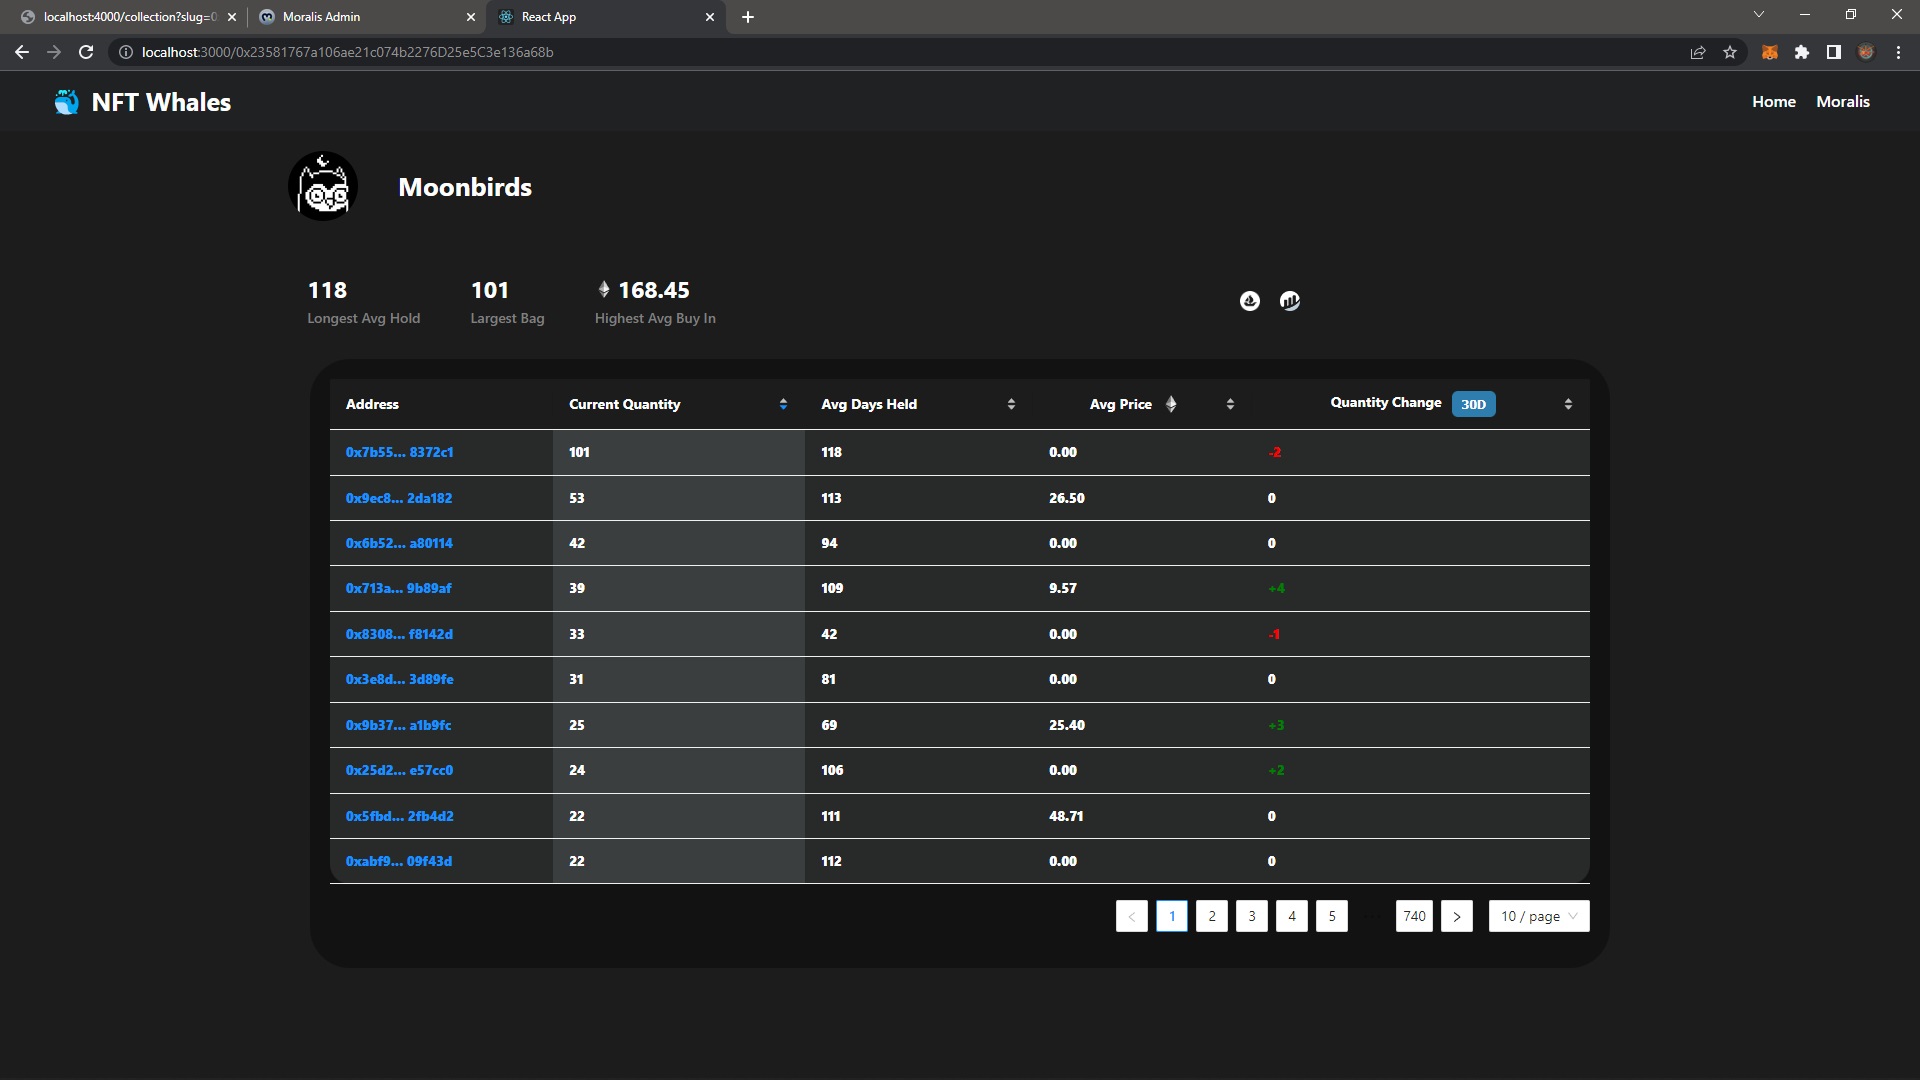 localhost:4000/collection?slug=0
Moralis Admin
React App
localhost:3000/0x23581767a106ae21c074b2276D25e5C3e136a68b
NFT Whales
Home
Moralis
Moonbirds
118
101
168.45
Longest Avg Hold
Largest Bag
Highest Avg Buy In
Address
Current Quantity
Avg Days Held
Avg Price
Quantity Change
30D
0x7b55... 8372c1 101 118 0.00 -2
0x9ec8... 2da182 53 113 26.50 0
0x6b52... a80114 42 94 0.00 0
0x713a... 9b89af 39 109 9.57 +4
0x8308... f8142d 33 42 0.00 -1
0x3e8d... 3d89fe 31 81 0.00 0
0x9b37... a1b9fc 25 69 25.40 +3
0x25d2... e57cc0 24 106 0.00 +2
0x5fbd... 2fb4d2 22 111 48.71 0
0xabf9... 09f43d 22 112 0.00 0
< 1 2 3 4 5 ••• 740 > 10 / page